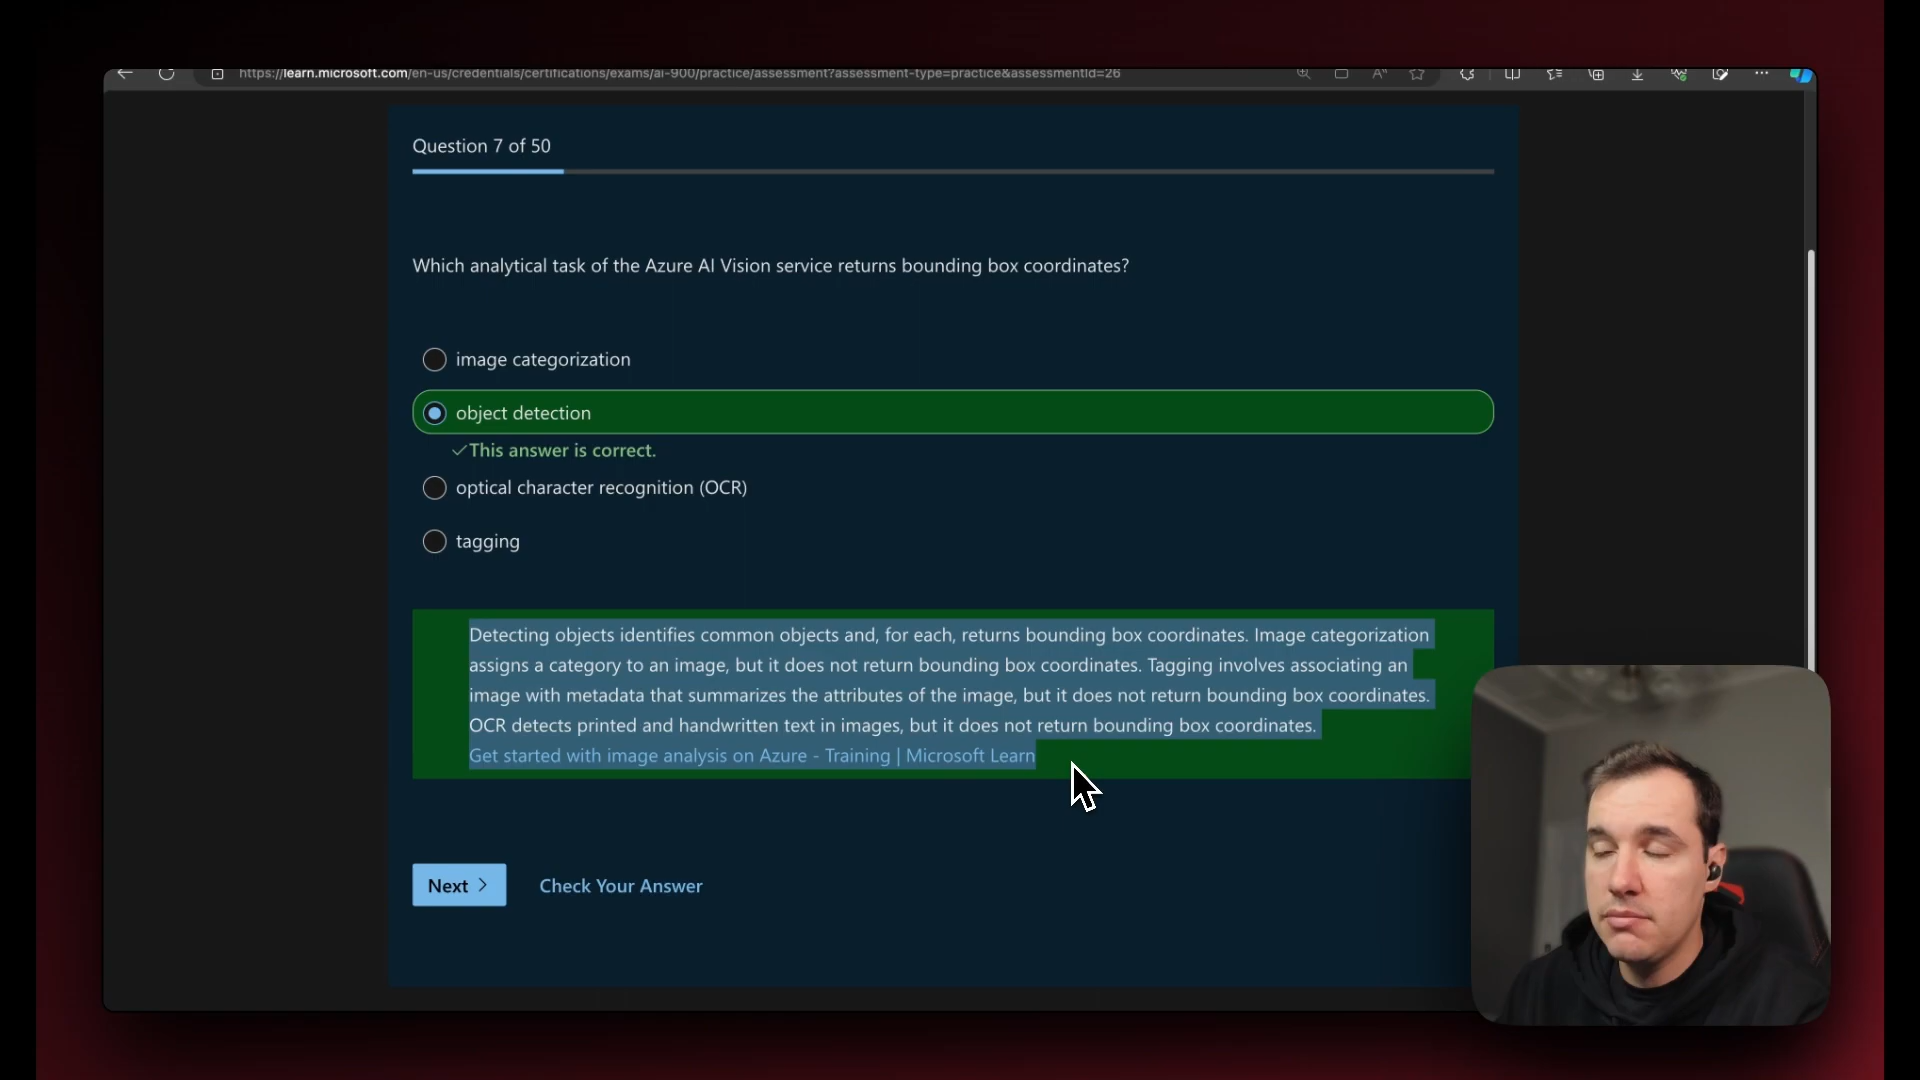 https://learn.microsoft.com/en-us/credentials/certifications/exams/ai-900/practice/assessment?assessment-type=practice&assessmentId=26
Question 7 of 50
Which analytical task of the Azure AI Vision service returns bounding box coordinates?
image categorization
object detection
✓This answer is correct.
optical character recognition (OCR)
tagging
Detecting objects identifies common objects and, for each, returns bounding box coordinates. Image categorization
assigns a category to an image, but it does not return bounding box coordinates. Tagging involves associating an
image with metadata that summarizes the attributes of the image, but it does not return bounding box coordinates.
OCR detects printed and handwritten text in images, but it does not return bounding box coordinates.
Get started with image analysis on Azure - Training | Microsoft Learn
Next >
Check Your Answer